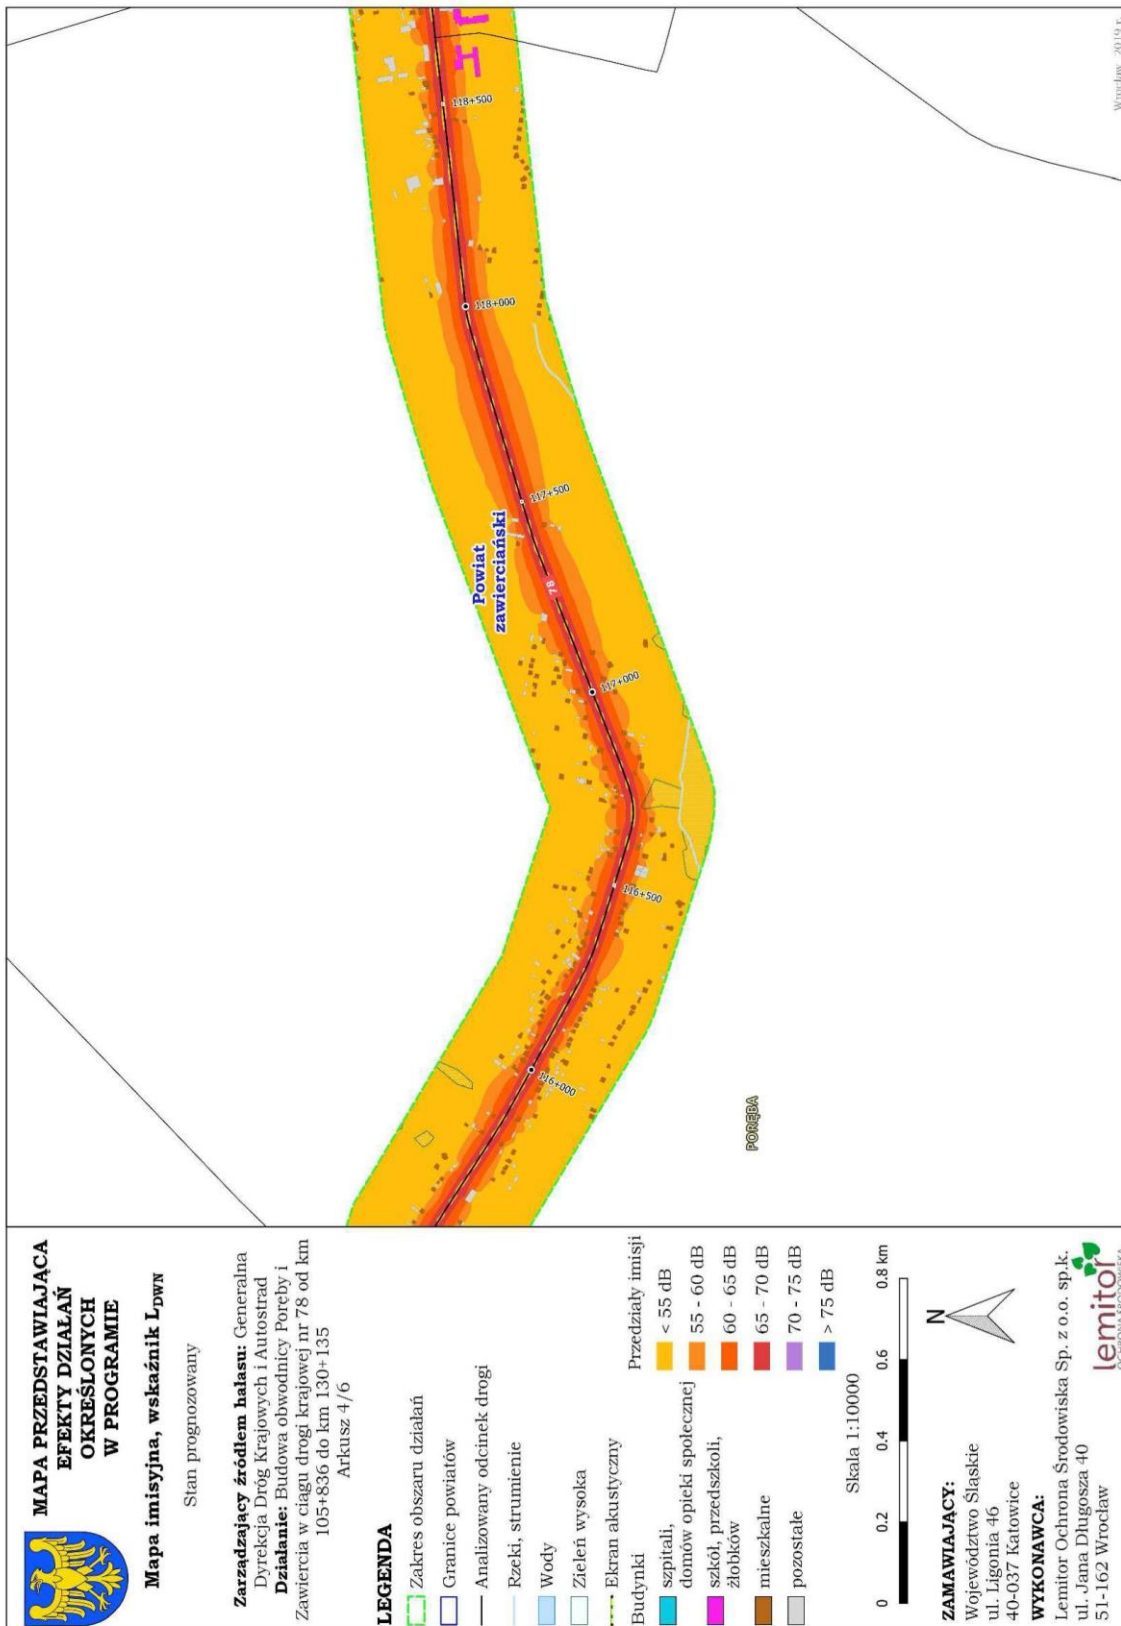 MAPA PRZEDSTAWIAJĄCA
EFEKTY DZIAŁAŃ
OKREŚLONYCH
W PROGRAMIE
Mapa imisyjna, wskaźnik LDWN
Stan prognozowany
Zarządzający źródłem hałasu: Generalna
Dyrekcja Dróg Krajowych i Autostrad
Działanie: Budowa obwodnicy Poręby i
Zawiercia w ciągu drogi krajowej nr 78 od km
105+836 do km 130+135
Arkusz 4/6
LEGENDA
Zakres obszaru działań
Granice powiatów
Analizowany odcinek drogi
Rzeki, strumienie
Wody
Zieleń wysoka
Ekran akustyczny
Budynki
szpitali,
domów opieki społecznej
szkół, przedszkoli,
żłobków
mieszkalne
pozostałe
Przedziały imisji
< 55 dB
55 - 60 dB
60 - 65 dB
65 - 70 dB
70 - 75 dB
> 75 dB
Skala 1:10000
0 0.2 0.4 0.6 0.8 km
N
ZAMAWIAJĄCY:
Województwo Śląskie
ul. Ligonia 46
40-037 Katowice
WYKONAWCA:
Lemitor Ochrona Środowiska Sp. z o.o. sp.k.
ul. Jana Długosza 40
51-162 Wrocław
lemitor
OCHRONA ŚRODOWISKA
116+000
116+500
117+000
78
117+500
118+000
118+500
Powiat
zawierciański
PORĘBA
Wrocław, 2019 r.